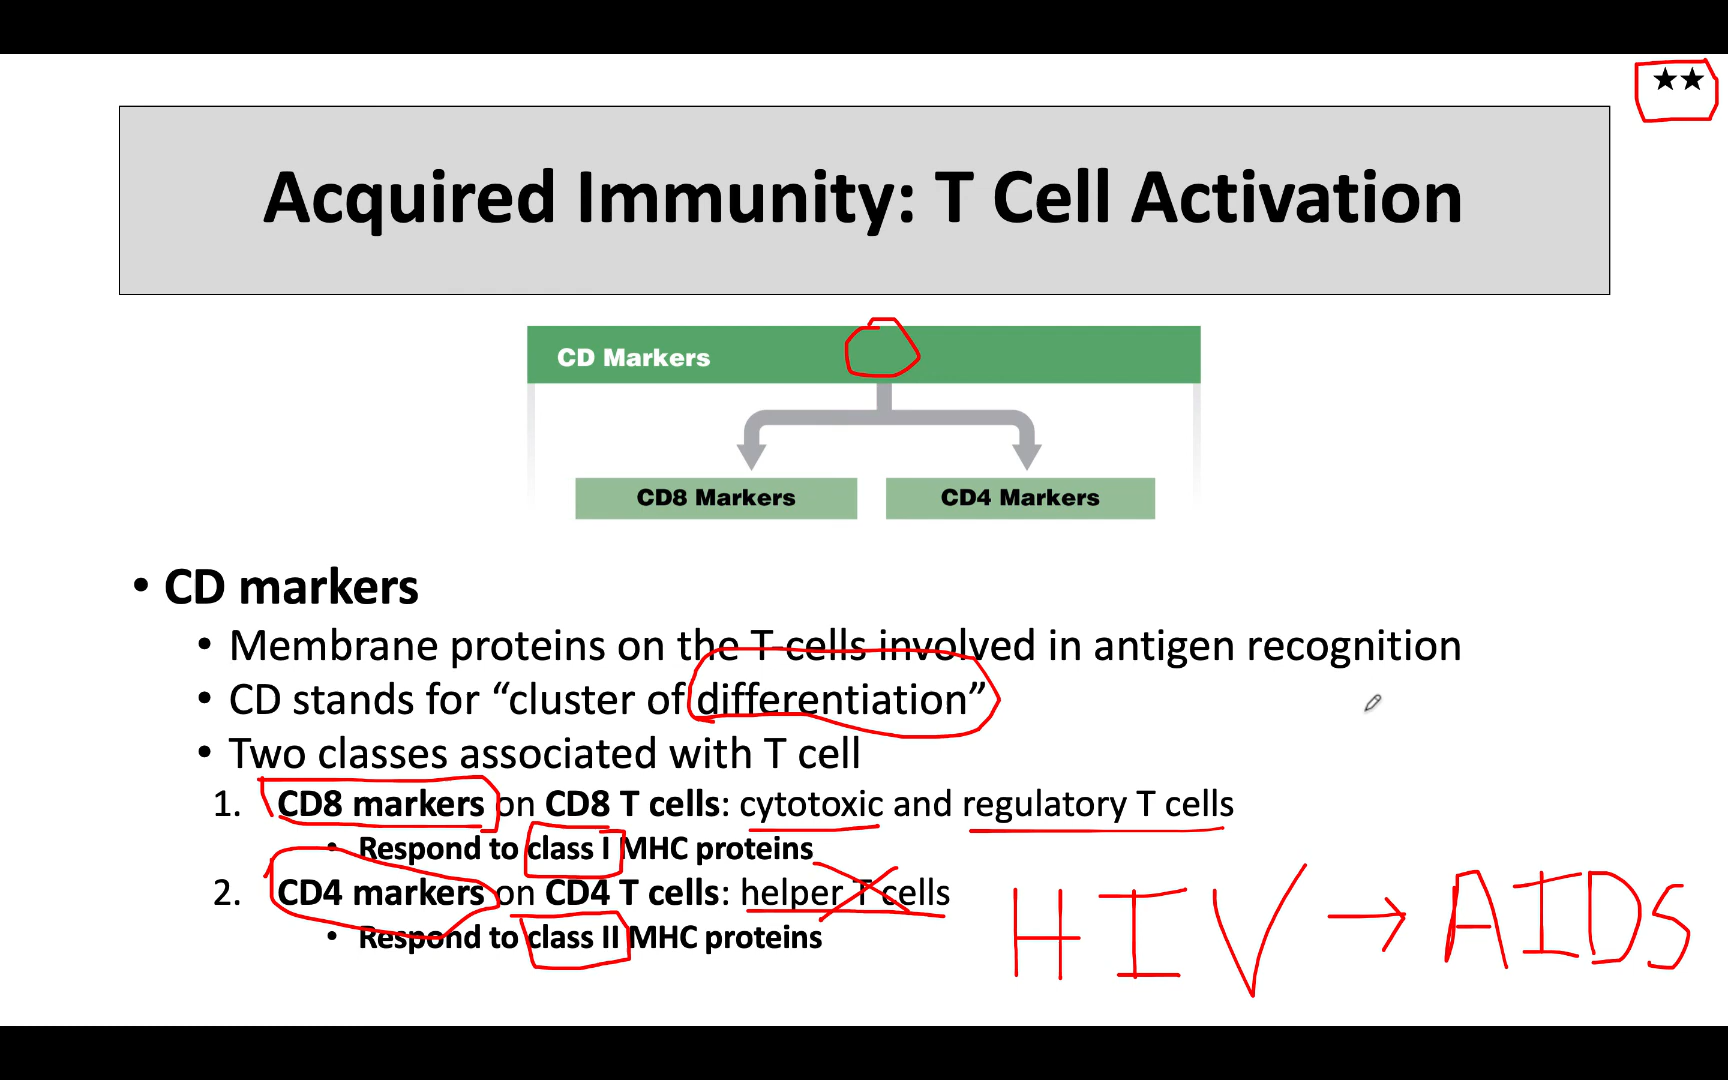 ★★
Acquired Immunity: T Cell Activation
CD Markers
CD8 Markers
CD4 Markers
• CD markers
• Membrane proteins on the T-cells involved in antigen recognition
• CD stands for “cluster of differentiation”
• Two classes associated with T cell
1. CD8 markers on CD8 T cells: cytotoxic and regulatory T cells
• Respond to class I MHC proteins
2. CD4 markers on CD4 T cells: helper T cells
• Respond to class II MHC proteins
HIV → AIDS